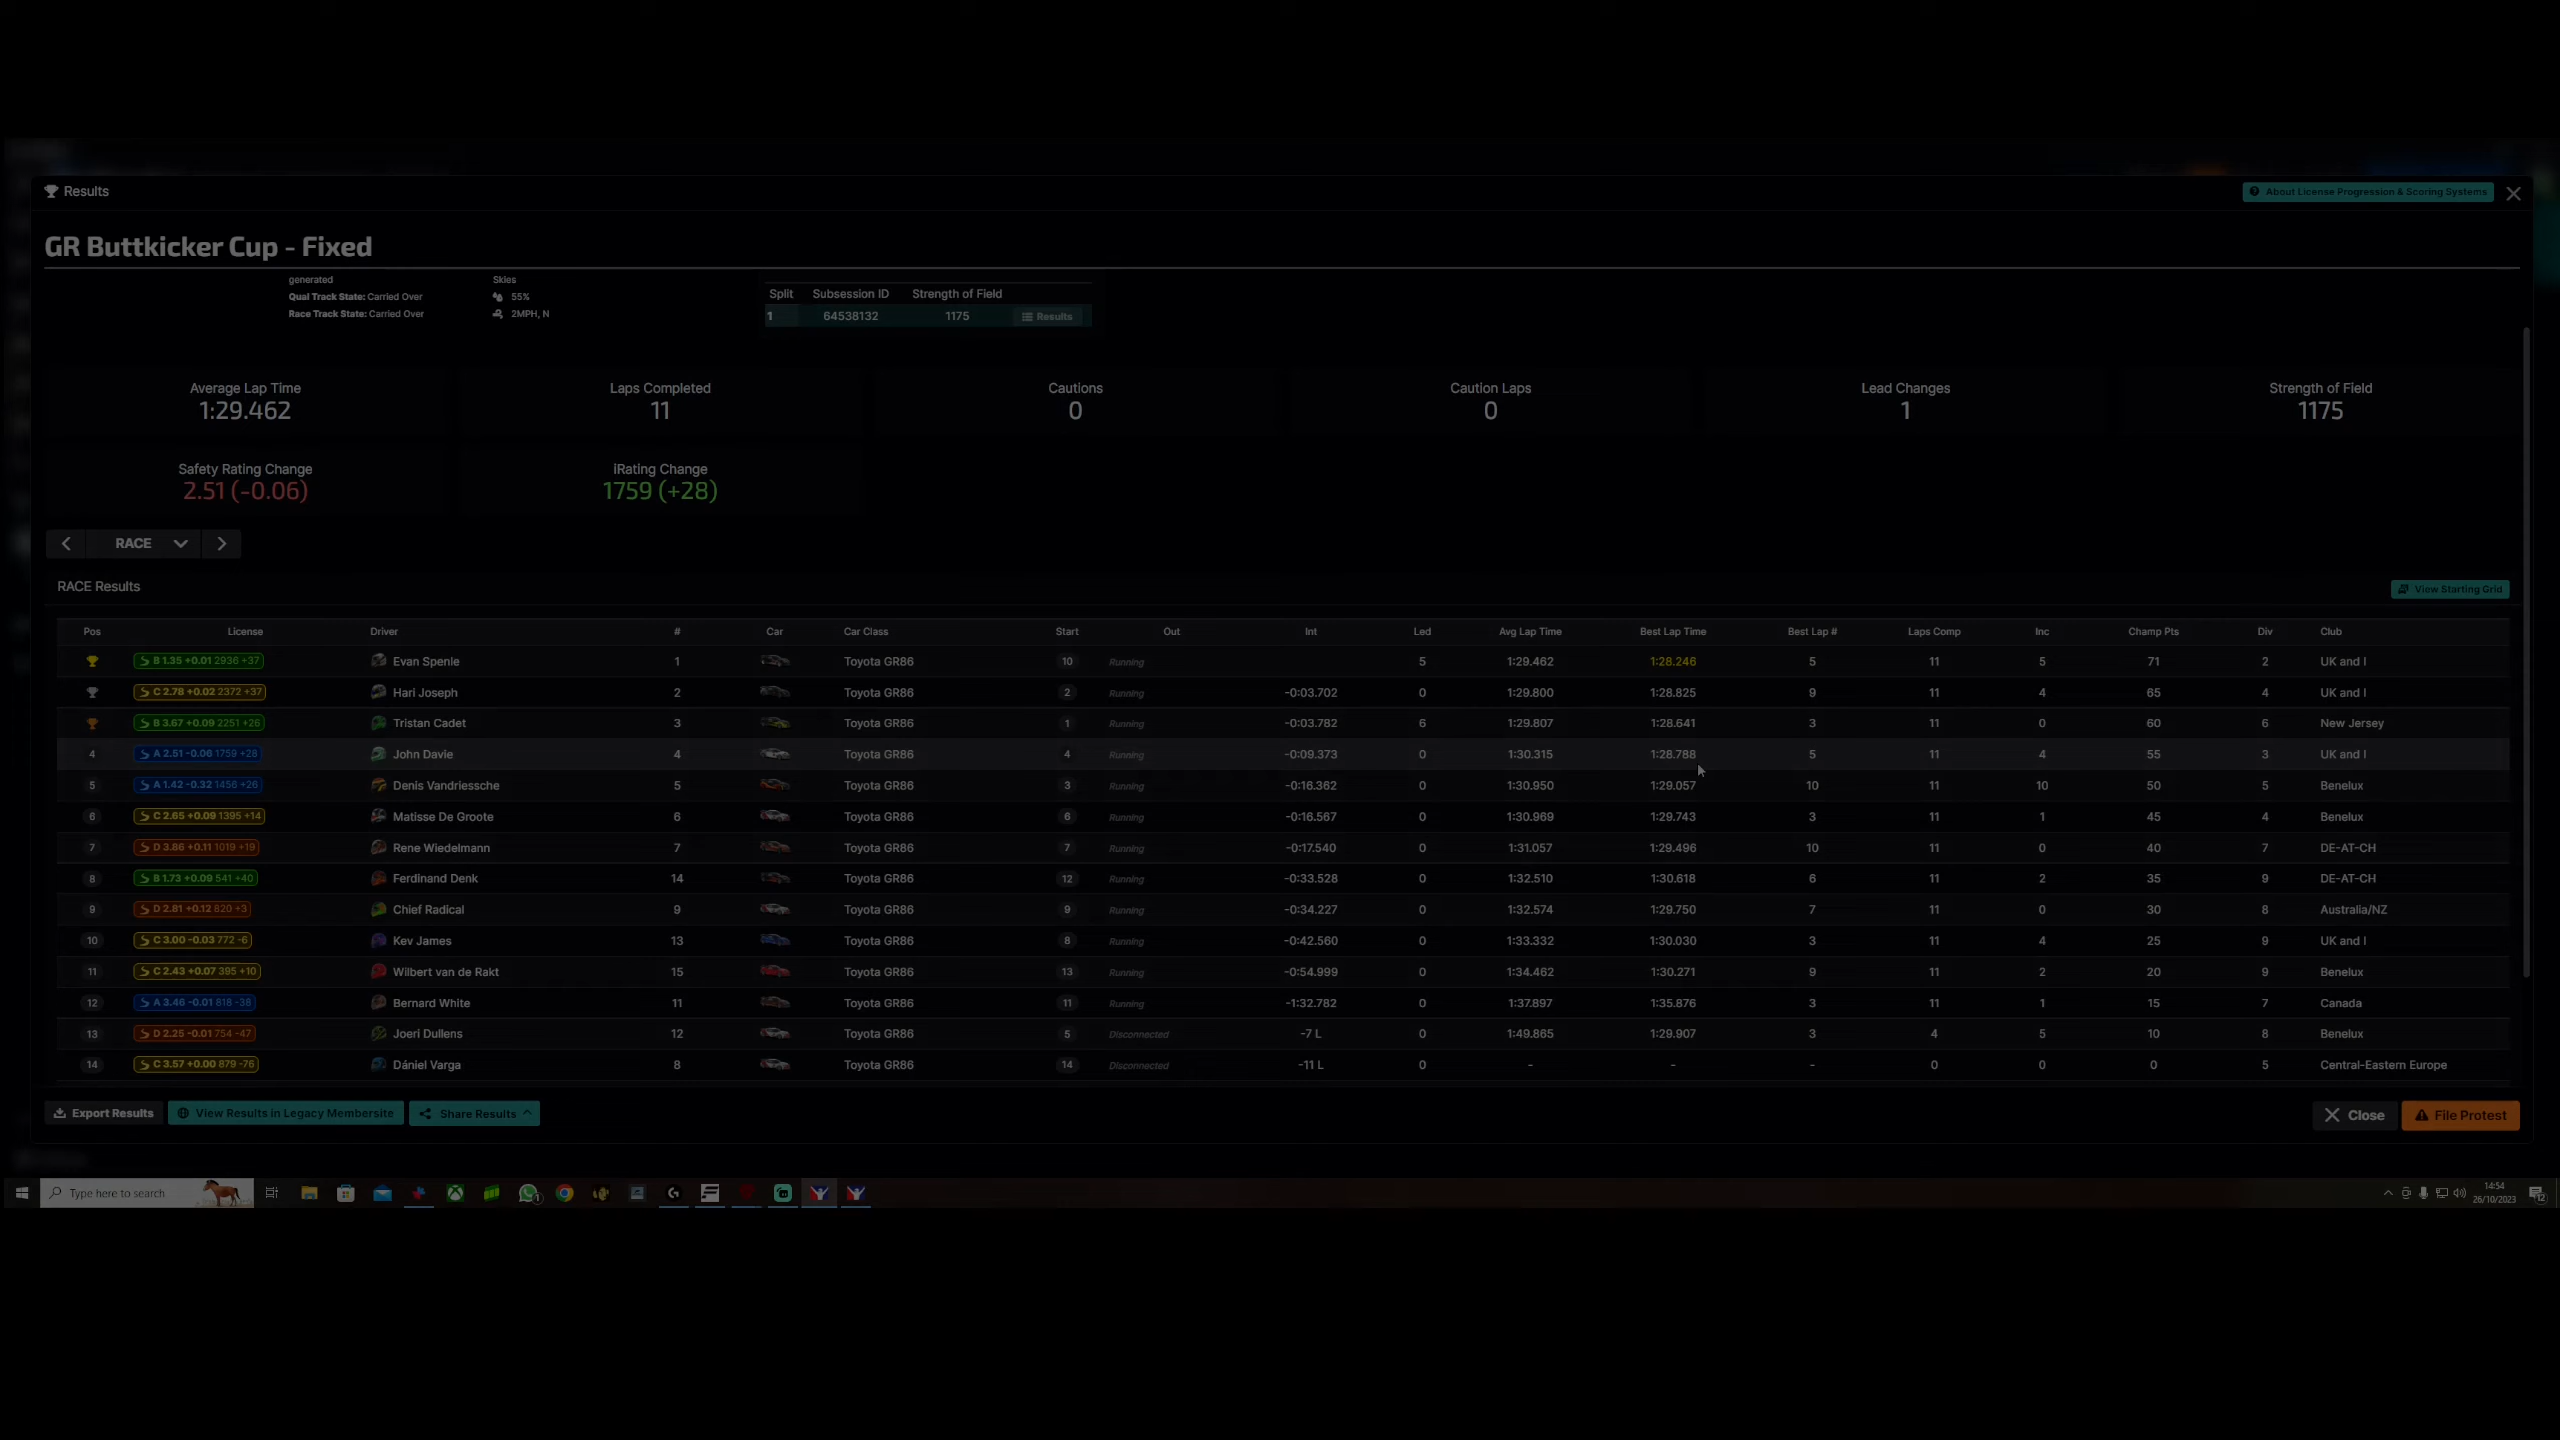 Results
About License Progression & Scoring Systems
GR Buttkicker Cup - Fixed
generated
Skies
Qual Track State: Carried Over
55%
Race Track State: Carried Over
2MPH, N
Split Subsession ID Strength of Field
1 64538132 1175 Results
Average Lap Time Laps Completed Cautions Caution Laps Lead Changes Strength of Field
1:29.462 11 0 0 1 1175
Safety Rating Change iRating Change
2.51 (-0.06) 1759 (+28)
RACE
RACE Results
View Starting Grid
Pos License Driver # Car Car Class Start Out Int Led Avg Lap Time Best Lap Time Best Lap # Laps Comp Inc Champ Pts Div Club
B 1.35 +0.01 2936 +37 Evan Spenle 1 Toyota GR86 10 Running 5 1:29.462 1:28.246 5 11 5 71 2 UK and I
C 2.78 +0.02 2372 +37 Hari Joseph 2 Toyota GR86 2 Running -0:03.702 0 1:29.800 1:28.825 9 11 4 65 4 UK and I
B 3.67 +0.09 2251 +26 Tristan Cadet 3 Toyota GR86 1 Running -0:03.782 6 1:29.807 1:28.641 3 11 0 60 6 New Jersey
4 A 2.51 -0.06 1759 +28 John Davie 4 Toyota GR86 4 Running -0:09.373 0 1:30.315 1:28.788 5 11 4 55 3 UK and I
5 A 1.42 -0.32 1456 +26 Denis Vandriessche 5 Toyota GR86 3 Running -0:16.362 0 1:30.950 1:29.057 10 11 10 50 5 Benelux
6 C 2.65 +0.09 1395 +14 Matisse De Groote 6 Toyota GR86 6 Running -0:16.567 0 1:30.969 1:29.743 3 11 1 45 4 Benelux
7 D 3.86 +0.11 1019 +19 Rene Wiedelmann 7 Toyota GR86 7 Running -0:17.540 0 1:31.057 1:29.496 10 11 0 40 7 DE-AT-CH
8 B 1.73 +0.09 541 +40 Ferdinand Denk 14 Toyota GR86 12 Running -0:33.528 0 1:32.510 1:30.618 6 11 2 35 9 DE-AT-CH
9 D 2.81 +0.12 820 +3 Chief Radical 9 Toyota GR86 9 Running -0:34.227 0 1:32.574 1:29.750 7 11 0 30 8 Australia/NZ
10 C 3.00 -0.03 772 -6 Kev James 13 Toyota GR86 8 Running -0:42.560 0 1:33.332 1:30.030 3 11 4 25 9 UK and I
11 C 2.43 +0.07 395 +10 Wilbert van de Rakt 15 Toyota GR86 13 Running -0:54.999 0 1:34.462 1:30.271 9 11 2 20 9 Benelux
12 A 3.46 -0.01 818 -38 Bernard White 11 Toyota GR86 11 Running -1:32.782 0 1:37.897 1:35.876 3 11 1 15 7 Canada
13 D 2.25 -0.01 754 -47 Joeri Dullens 12 Toyota GR86 5 Disconnected -7 L 0 1:49.865 1:29.907 3 4 5 10 8 Benelux
14 C 3.57 +0.00 879 -76 Dániel Varga 8 Toyota GR86 14 Disconnected -11 L 0 - - - 0 0 0 5 Central-Eastern Europe
Export Results View Results in Legacy Membersite Share Results Close File Protest
Type here to search
14:54
26/10/2023